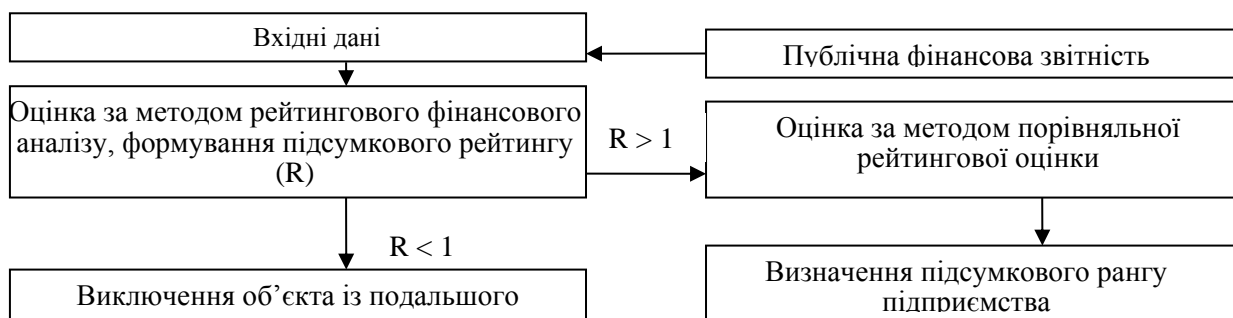 Вхідні дані
Публічна фінансова звітність
Оцінка за методом рейтингового фінансового
аналізу, формування підсумкового рейтингу
(R)
R > 1
Оцінка за методом порівняльної
рейтингової оцінки
R < 1
Виключення об’єкта із подальшого
Визначення підсумкового рангу
підприємства